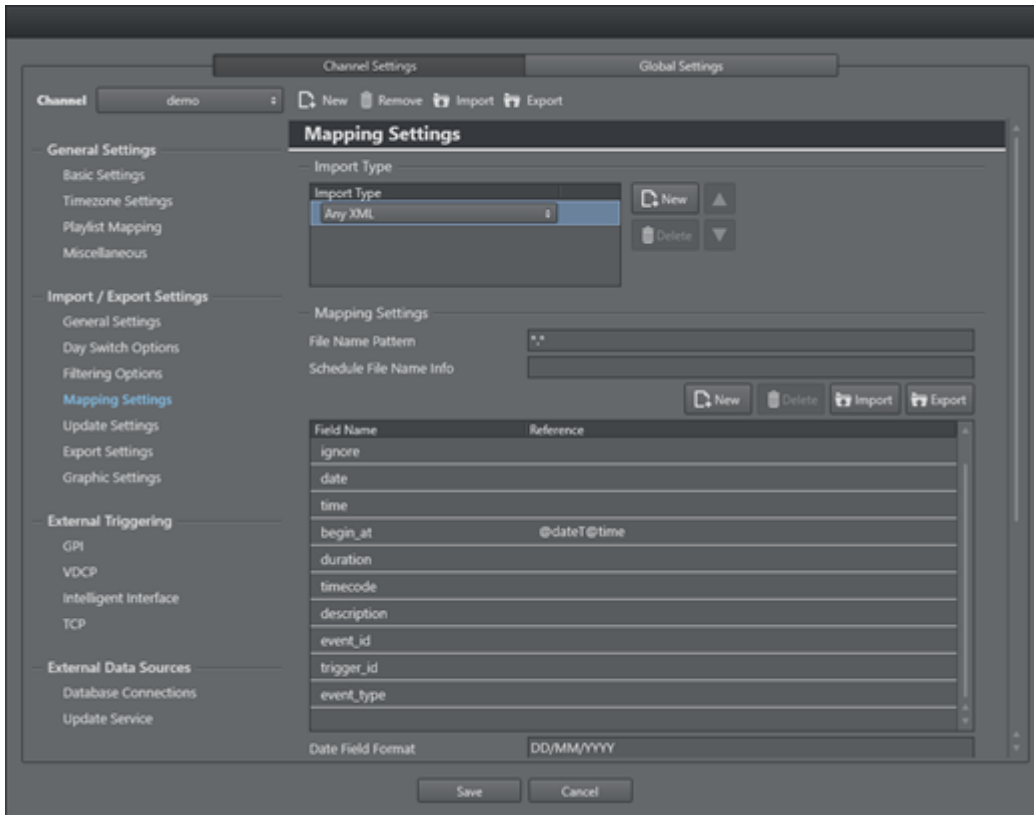 Channel Settings Global Settings
Channel demo New Remove Import Export
Mapping Settings
General Settings
Basic Settings
Timezone Settings
Playlist Mapping
Miscellaneous
Import / Export Settings
General Settings
Day Switch Options
Filtering Options
Mapping Settings
Update Settings
Export Settings
Graphic Settings
External Triggering
GPI
VDCP
Intelligent Interface
TCP
External Data Sources
Database Connections
Update Service
Import Type
Import Type
Any XML
New
Delete
Mapping Settings
File Name Pattern *.*
Schedule File Name Info
New Delete Import Export
Field Name Reference
ignore
date
time
begin_at @dateT@time
duration
timecode
description
event_id
trigger_id
event_type
Date Field Format DD/MM/YYYY
Save Cancel